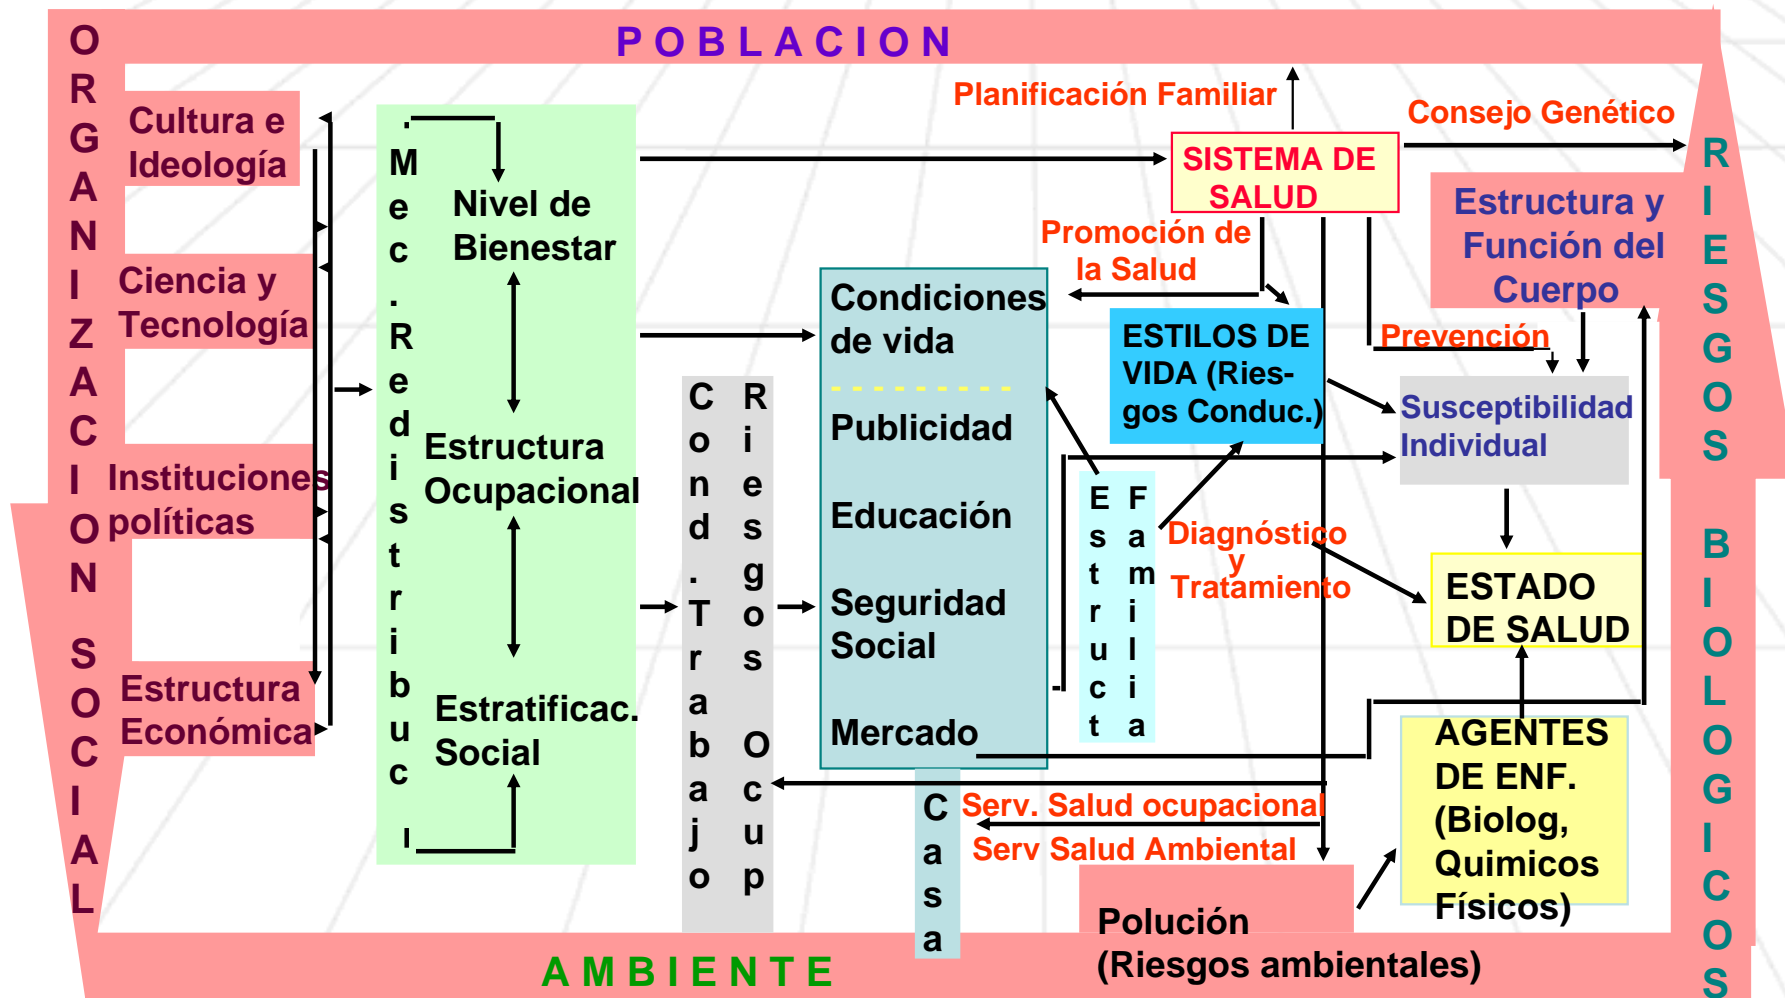 P O B L A C I O N
ORGANIZACION SOCIAL
Cultura e
Ideología
Ciencia y
Tecnología
Instituciones
políticas
Estructura
Económica
. Mec. Redistribuc
Nivel de
Bienestar
Estructura
Ocupacional
Estratificac.
Social
Cond. Trabajo
Riesgos Ocup
Condiciones
de vida
- - - - - - - - - - -
Publicidad
Educación
Seguridad
Social
Mercado
Casa
Estruct
Familia
Planificación Familiar
Consejo Genético
SISTEMA DE
SALUD
Promoción de
la Salud
ESTILOS DE
VIDA (Ries-
gos Conduc.)
Prevención
Estructura y
Función del
Cuerpo
Susceptibilidad
Individual
Diagnóstico
y
Tratamiento
ESTADO
DE SALUD
AGENTES
DE ENF.
(Biolog,
Quimicos
Físicos)
Serv. Salud ocupacional
Serv Salud Ambiental
Polución
(Riesgos ambientales)
RIESGOS BIOLOGICOS
A M B I E N T E